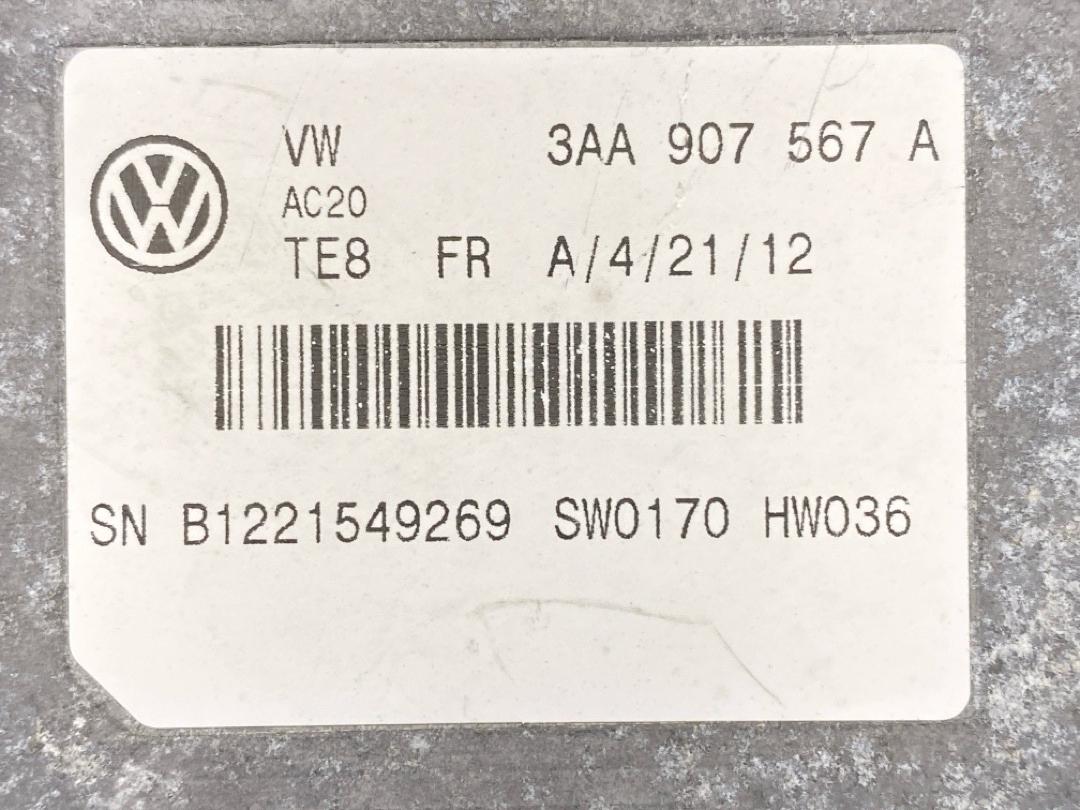 VW 3AA 907 567 A
AC20
TE8 FR A/4/21/12
SN B1221549269 SW0170 HW036